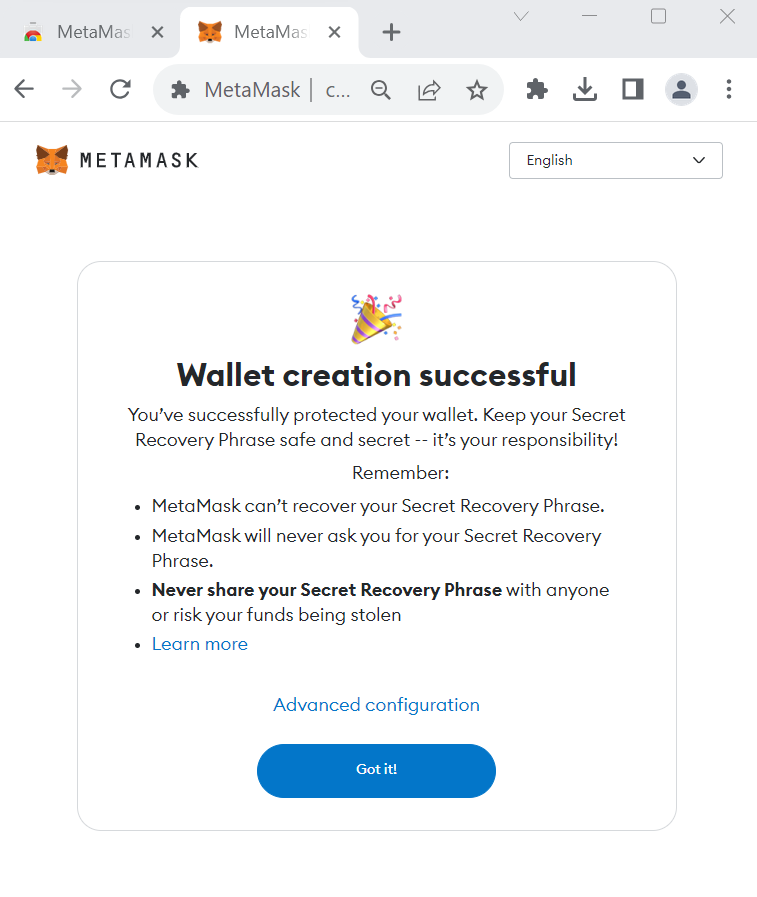 MetaMas
MetaMas
MetaMask | c...
METAMASK
English
Wallet creation successful
You’ve successfully protected your wallet. Keep your Secret
Recovery Phrase safe and secret -- it’s your responsibility!
Remember:
• MetaMask can’t recover your Secret Recovery Phrase.
• MetaMask will never ask you for your Secret Recovery
Phrase.
• Never share your Secret Recovery Phrase with anyone
or risk your funds being stolen
• Learn more
Advanced configuration
Got it!